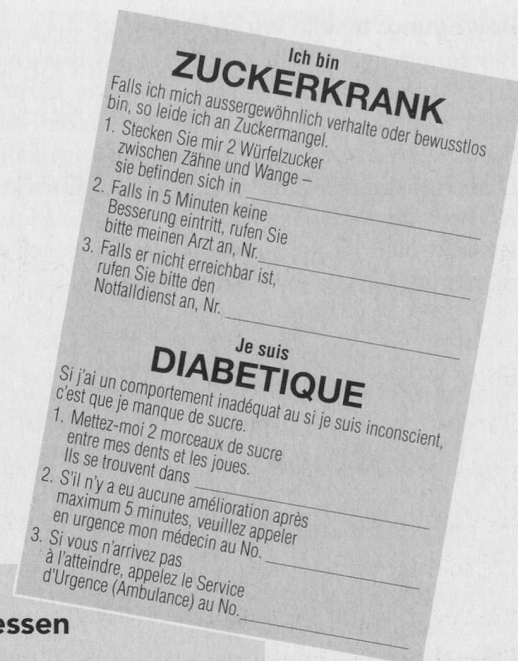 Ich bin
ZUCKERKRANK
Falls ich mich aussergewöhnlich verhalte oder bewusstlos
bin, so leide ich an Zuckermangel.
1. Stecken Sie mir 2 Würfelzucker
zwischen Zähne und Wange –
sie befinden sich in
2. Falls in 5 Minuten keine
Besserung eintritt, rufen Sie
bitte meinen Arzt an, Nr.
3. Falls er nicht erreichbar ist,
rufen Sie bitte den
Notfalldienst an, Nr.
Je suis
DIABETIQUE
Si j'ai un comportement inadéquat au si je suis inconscient,
c'est que je manque de sucre.
1. Mettez-moi 2 morceaux de sucre
entre mes dents et les joues.
Ils se trouvent dans
2. S'il n'y a eu aucune amélioration après
maximum 5 minutes, veuillez appeler
en urgence mon médecin au No.
3. Si vous n'arrivez pas
à l'atteindre, appelez le Service
d'Urgence (Ambulance) au No.
essen